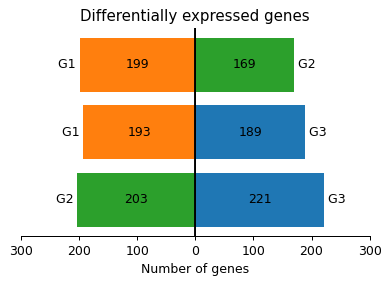 Differentially expressed genes
G1 199 169 G2
G1 193 189 G3
G2 203 221 G3
300 200 100 0 100 200 300
Number of genes